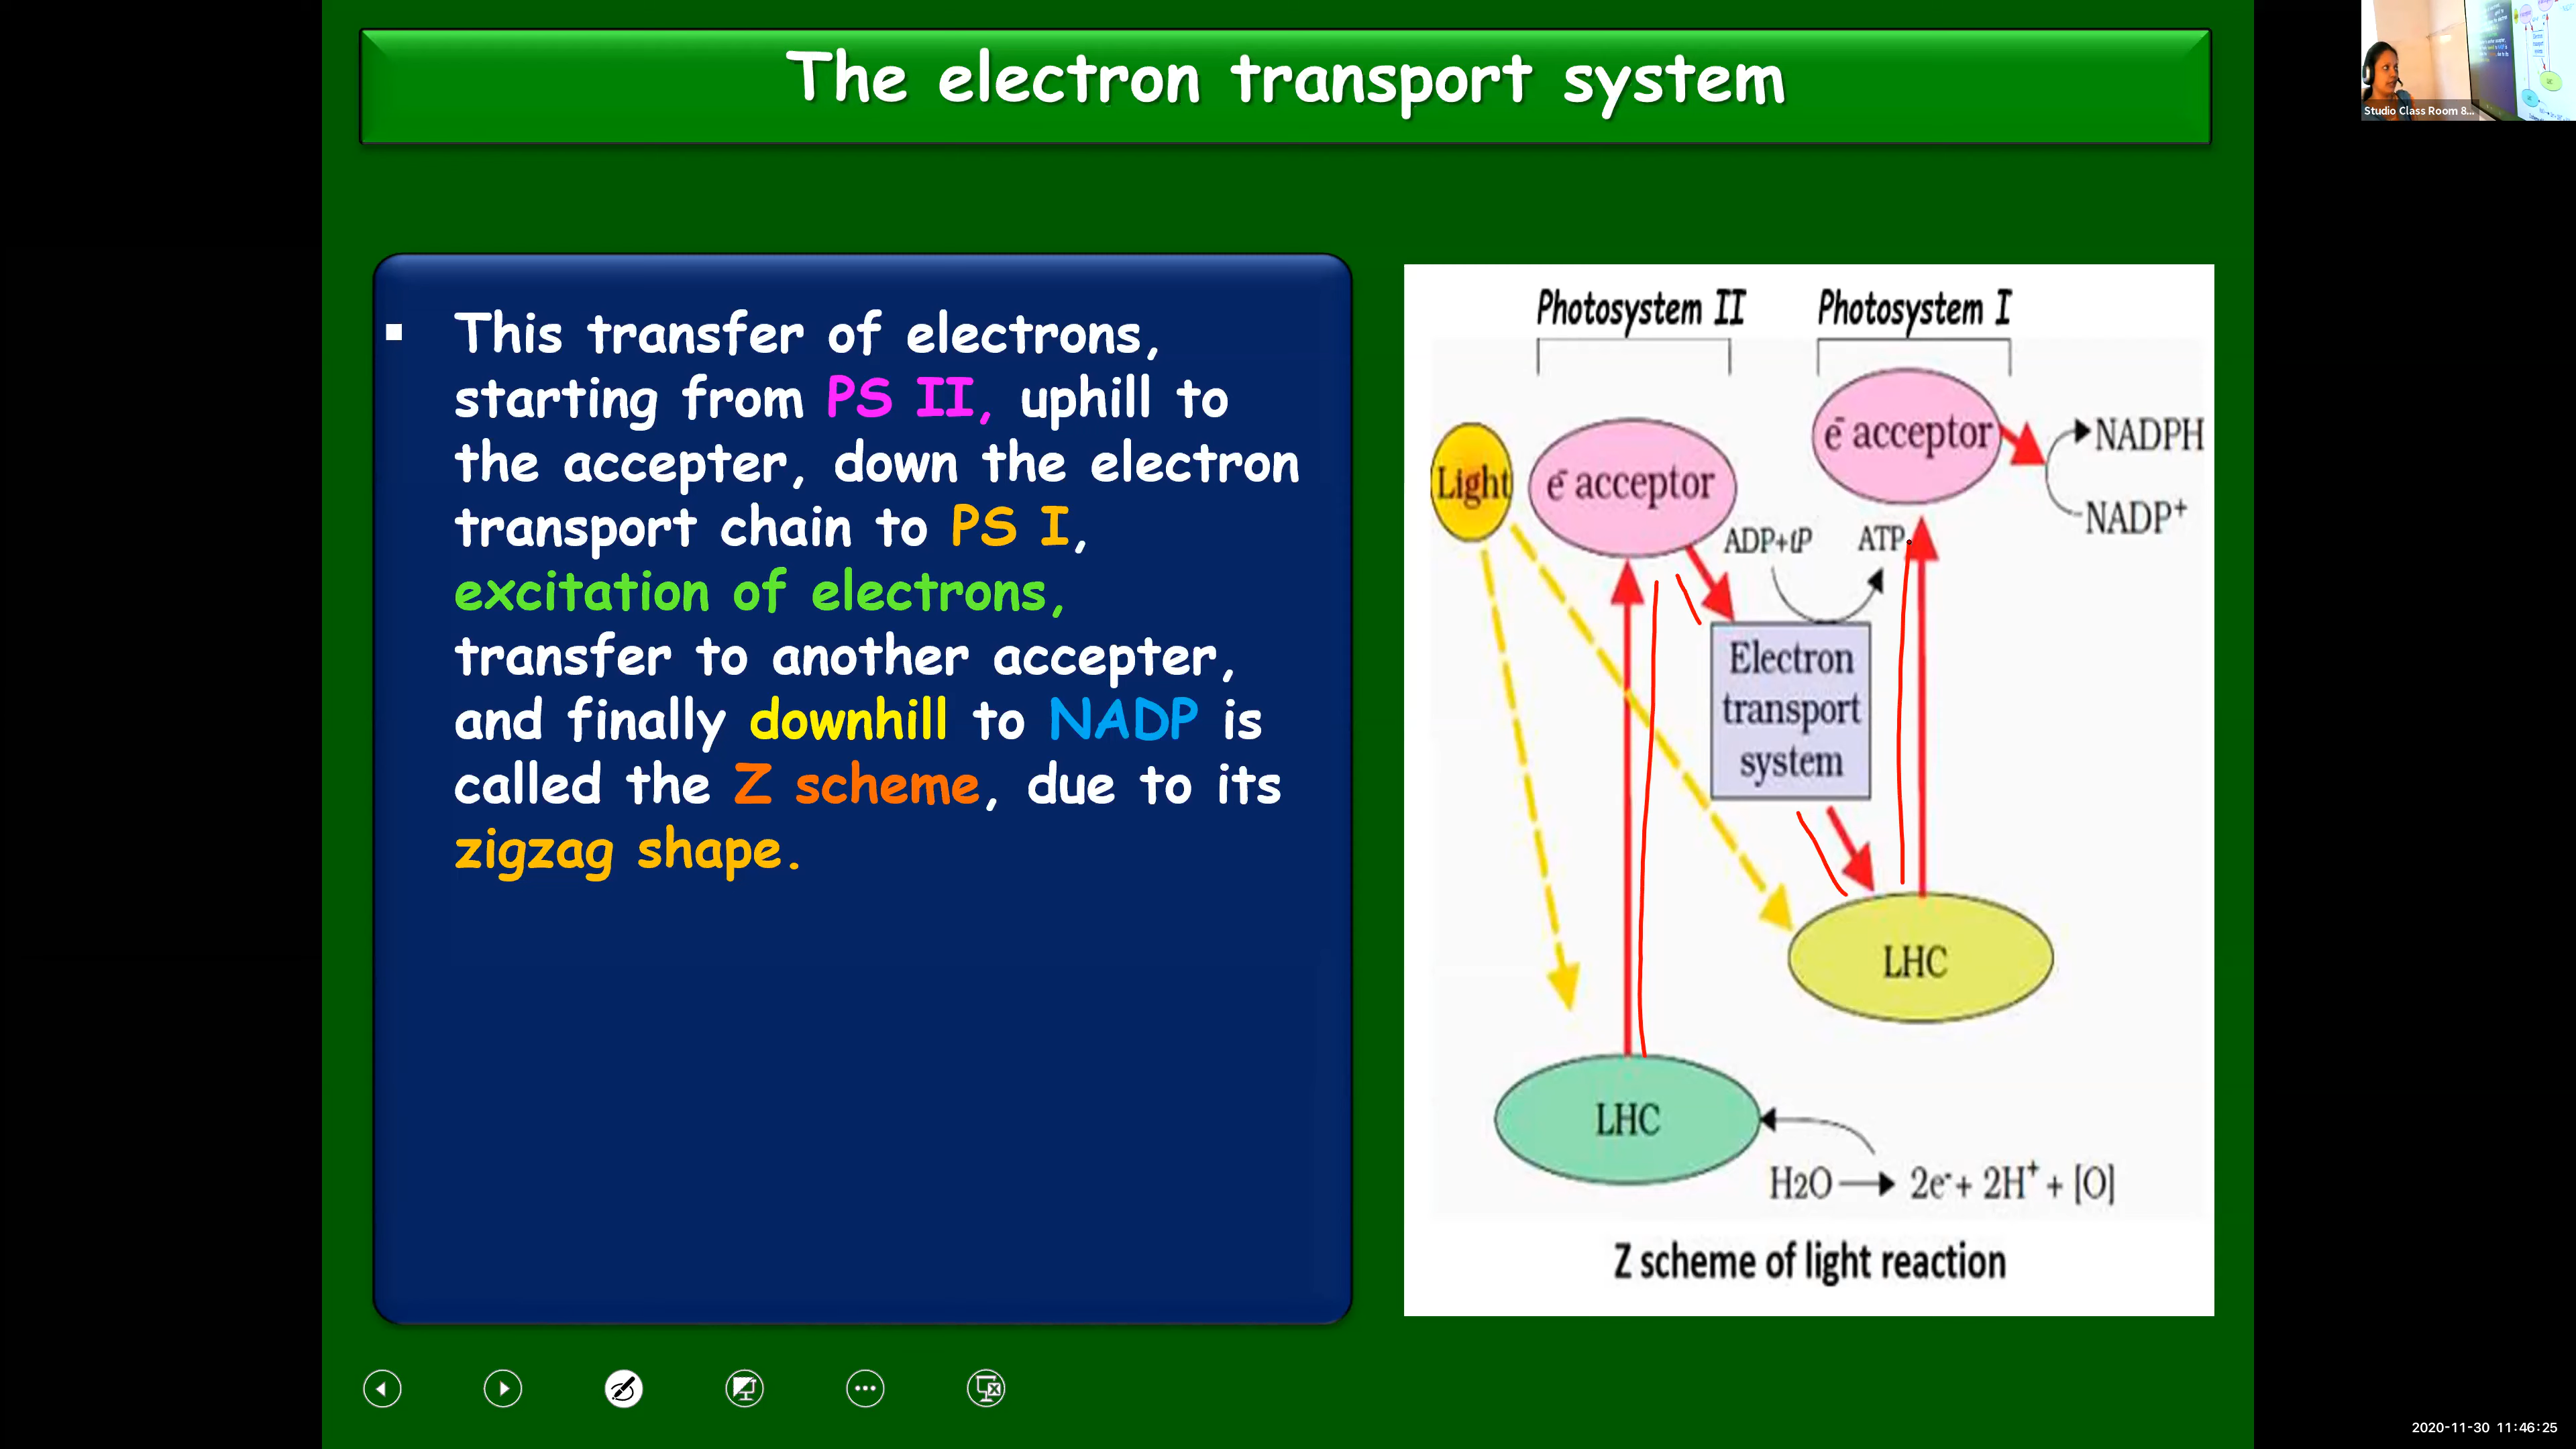 The electron transport system
Studio Class Room 8...
▪ This transfer of electrons,
starting from PS II, uphill to
the accepter, down the electron
transport chain to PS I,
excitation of electrons,
transfer to another accepter,
and finally downhill to NADP is
called the Z scheme, due to its
zigzag shape.
Photosystem II
Photosystem I
Light
e⁻ acceptor
e⁻ acceptor
NADPH
NADP⁺
ADP+iP
ATP
Electron
transport
system
LHC
LHC
H2O → 2e⁻+ 2H⁺ + [O]
Z scheme of light reaction
2020-11-30 11:46:25